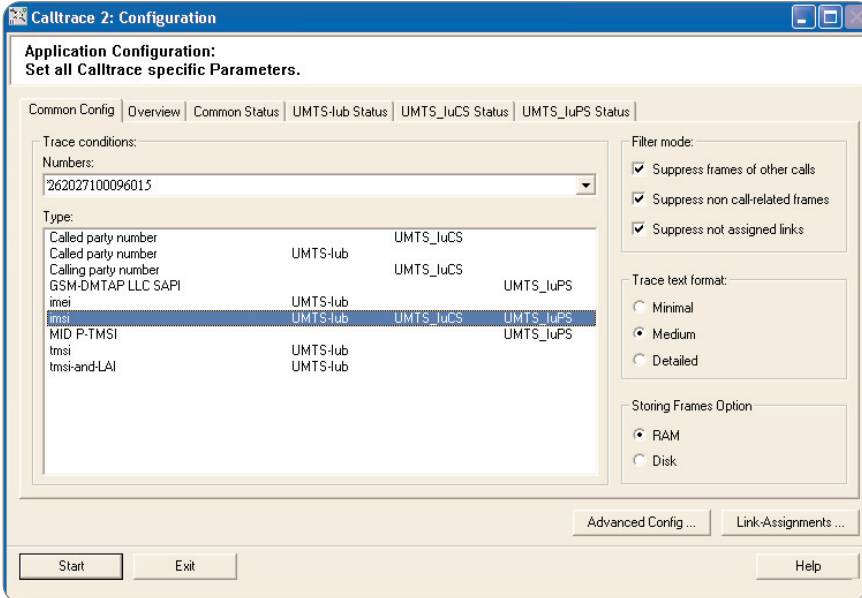 Calltrace 2: Configuration
Application Configuration:
Set all Calltrace specific Parameters.
Common Config Overview Common Status UMTS-Iub Status UMTS_IuCS Status UMTS_IuPS Status
Trace conditions:
Numbers:
'262027100096015
Type:
Called party number UMTS_IuCS
Called party number UMTS-Iub
Calling party number UMTS_IuCS
GSM-DMTAP LLC SAPI UMTS_IuPS
imei UMTS-Iub
imsi UMTS-Iub UMTS_IuCS UMTS_IuPS
MID P-TMSI UMTS_IuPS
tmsi UMTS-Iub
tmsi-and-LAI UMTS-Iub
Filter mode:
Suppress frames of other calls
Suppress non call-related frames
Suppress not assigned links
Trace text format:
Minimal
Medium
Detailed
Storing Frames Option
RAM
Disk
Advanced Config ... Link-Assignments ...
Start Exit Help